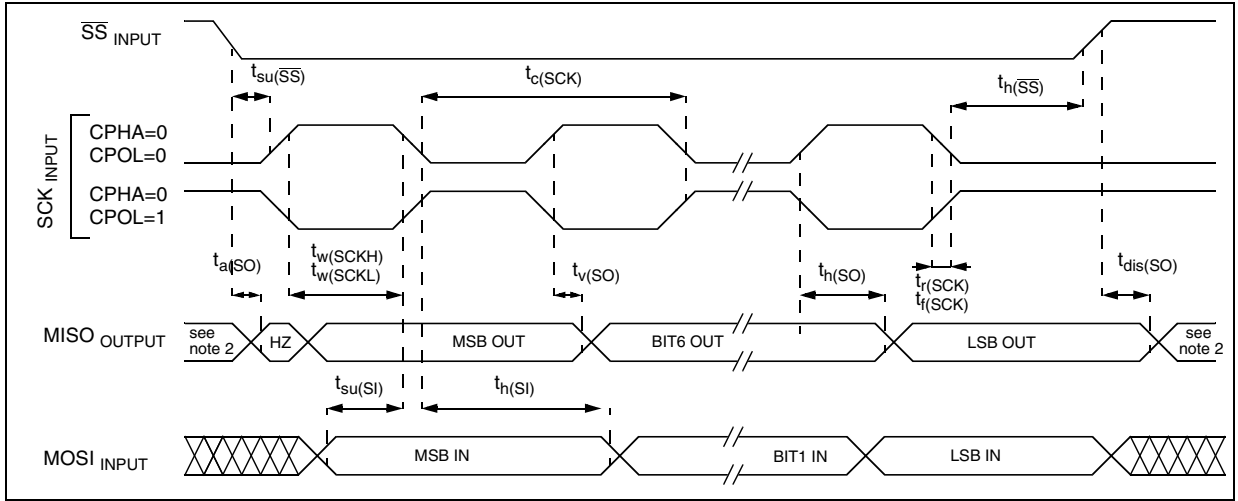 SS INPUT
tsu(SS)
tc(SCK)
th(SS)
SCK INPUT
CPHA=0
CPOL=0
CPHA=0
CPOL=1
ta(SO)
tw(SCKH)
tw(SCKL)
tv(SO)
th(SO)
tr(SCK)
tf(SCK)
tdis(SO)
MISO OUTPUT
see
note 2
HZ
MSB OUT
BIT6 OUT
LSB OUT
see
note 2
tsu(SI)
th(SI)
MOSI INPUT
MSB IN
BIT1 IN
LSB IN